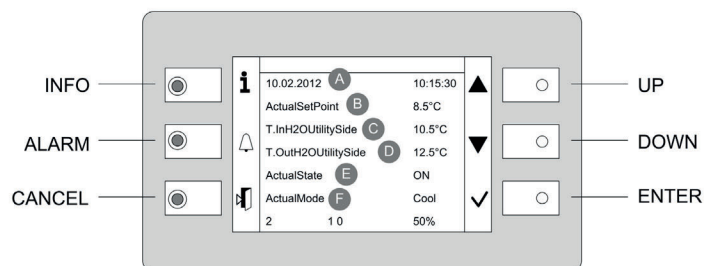 INFO
ALARM
CANCEL
i
10.02.2012 A 10:15:30
ActualSetPoint B 8.5°C
T.InH2OUtilitySide C 10.5°C
T.OutH2OUtilitySide D 12.5°C
ActualState E ON
ActualMode F Cool
2 1 0 50%
UP
DOWN
ENTER